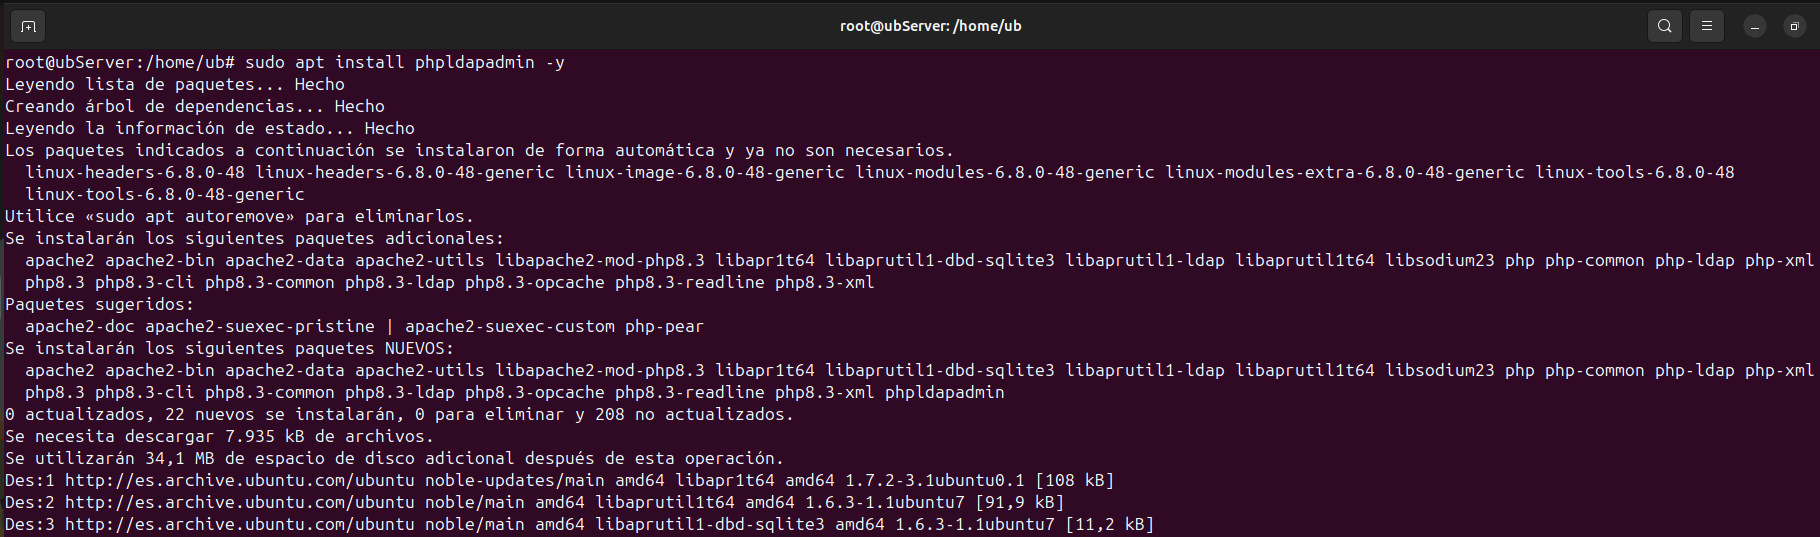 root@ubServer: /home/ub
root@ubServer:/home/ub# sudo apt install phpldapadmin -y
Leyendo lista de paquetes... Hecho
Creando árbol de dependencias... Hecho
Leyendo la información de estado... Hecho
Los paquetes indicados a continuación se instalaron de forma automática y ya no son necesarios.
  linux-headers-6.8.0-48 linux-headers-6.8.0-48-generic linux-image-6.8.0-48-generic linux-modules-6.8.0-48-generic linux-modules-extra-6.8.0-48-generic linux-tools-6.8.0-48
  linux-tools-6.8.0-48-generic
Utilice «sudo apt autoremove» para eliminarlos.
Se instalarán los siguientes paquetes adicionales:
  apache2 apache2-bin apache2-data apache2-utils libapache2-mod-php8.3 libapr1t64 libaprutil1-dbd-sqlite3 libaprutil1-ldap libaprutil1t64 libsodium23 php php-common php-ldap php-xml
  php8.3 php8.3-cli php8.3-common php8.3-ldap php8.3-opcache php8.3-readline php8.3-xml
Paquetes sugeridos:
  apache2-doc apache2-suexec-pristine | apache2-suexec-custom php-pear
Se instalarán los siguientes paquetes NUEVOS:
  apache2 apache2-bin apache2-data apache2-utils libapache2-mod-php8.3 libapr1t64 libaprutil1-dbd-sqlite3 libaprutil1-ldap libaprutil1t64 libsodium23 php php-common php-ldap php-xml
  php8.3 php8.3-cli php8.3-common php8.3-ldap php8.3-opcache php8.3-readline php8.3-xml phpldapadmin
0 actualizados, 22 nuevos se instalarán, 0 para eliminar y 208 no actualizados.
Se necesita descargar 7.935 kB de archivos.
Se utilizarán 34,1 MB de espacio de disco adicional después de esta operación.
Des:1 http://es.archive.ubuntu.com/ubuntu noble-updates/main amd64 libapr1t64 amd64 1.7.2-3.1ubuntu0.1 [108 kB]
Des:2 http://es.archive.ubuntu.com/ubuntu noble/main amd64 libaprutil1t64 amd64 1.6.3-1.1ubuntu7 [91,9 kB]
Des:3 http://es.archive.ubuntu.com/ubuntu noble/main amd64 libaprutil1-dbd-sqlite3 amd64 1.6.3-1.1ubuntu7 [11,2 kB]